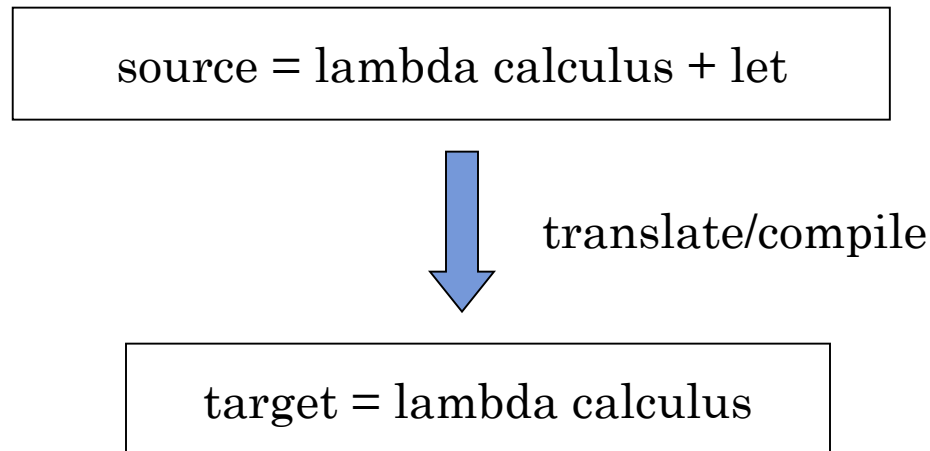 source = lambda calculus + let
translate/compile
target = lambda calculus